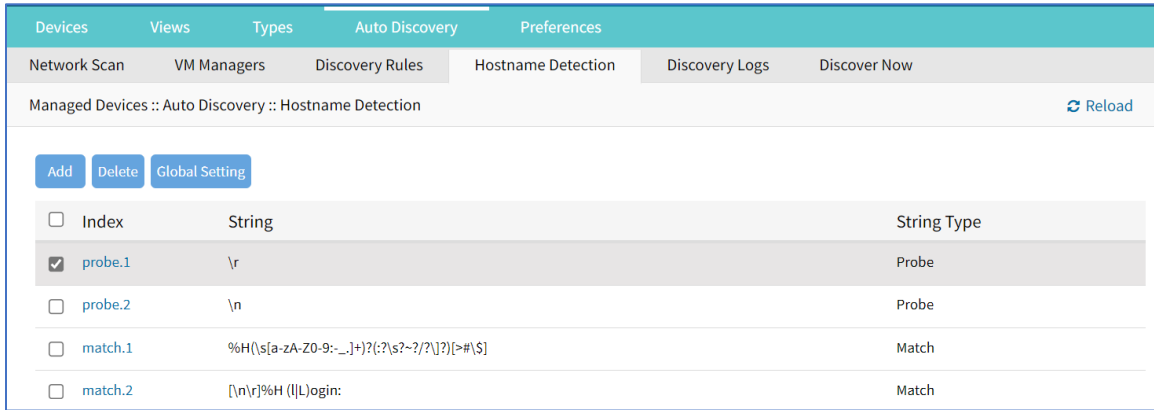 Devices Views Types Auto Discovery Preferences
Network Scan VM Managers Discovery Rules Hostname Detection Discovery Logs Discover Now
Managed Devices :: Auto Discovery :: Hostname Detection Reload
Add Delete Global Setting
Index String String Type
probe.1 \r Probe
probe.2 \n Probe
match.1 %H(\s[a-zA-Z0-9:-_.]+)?(:?\s?~?/?\]?)[>#\$] Match
match.2 [\n\r]%H (l|L)ogin: Match